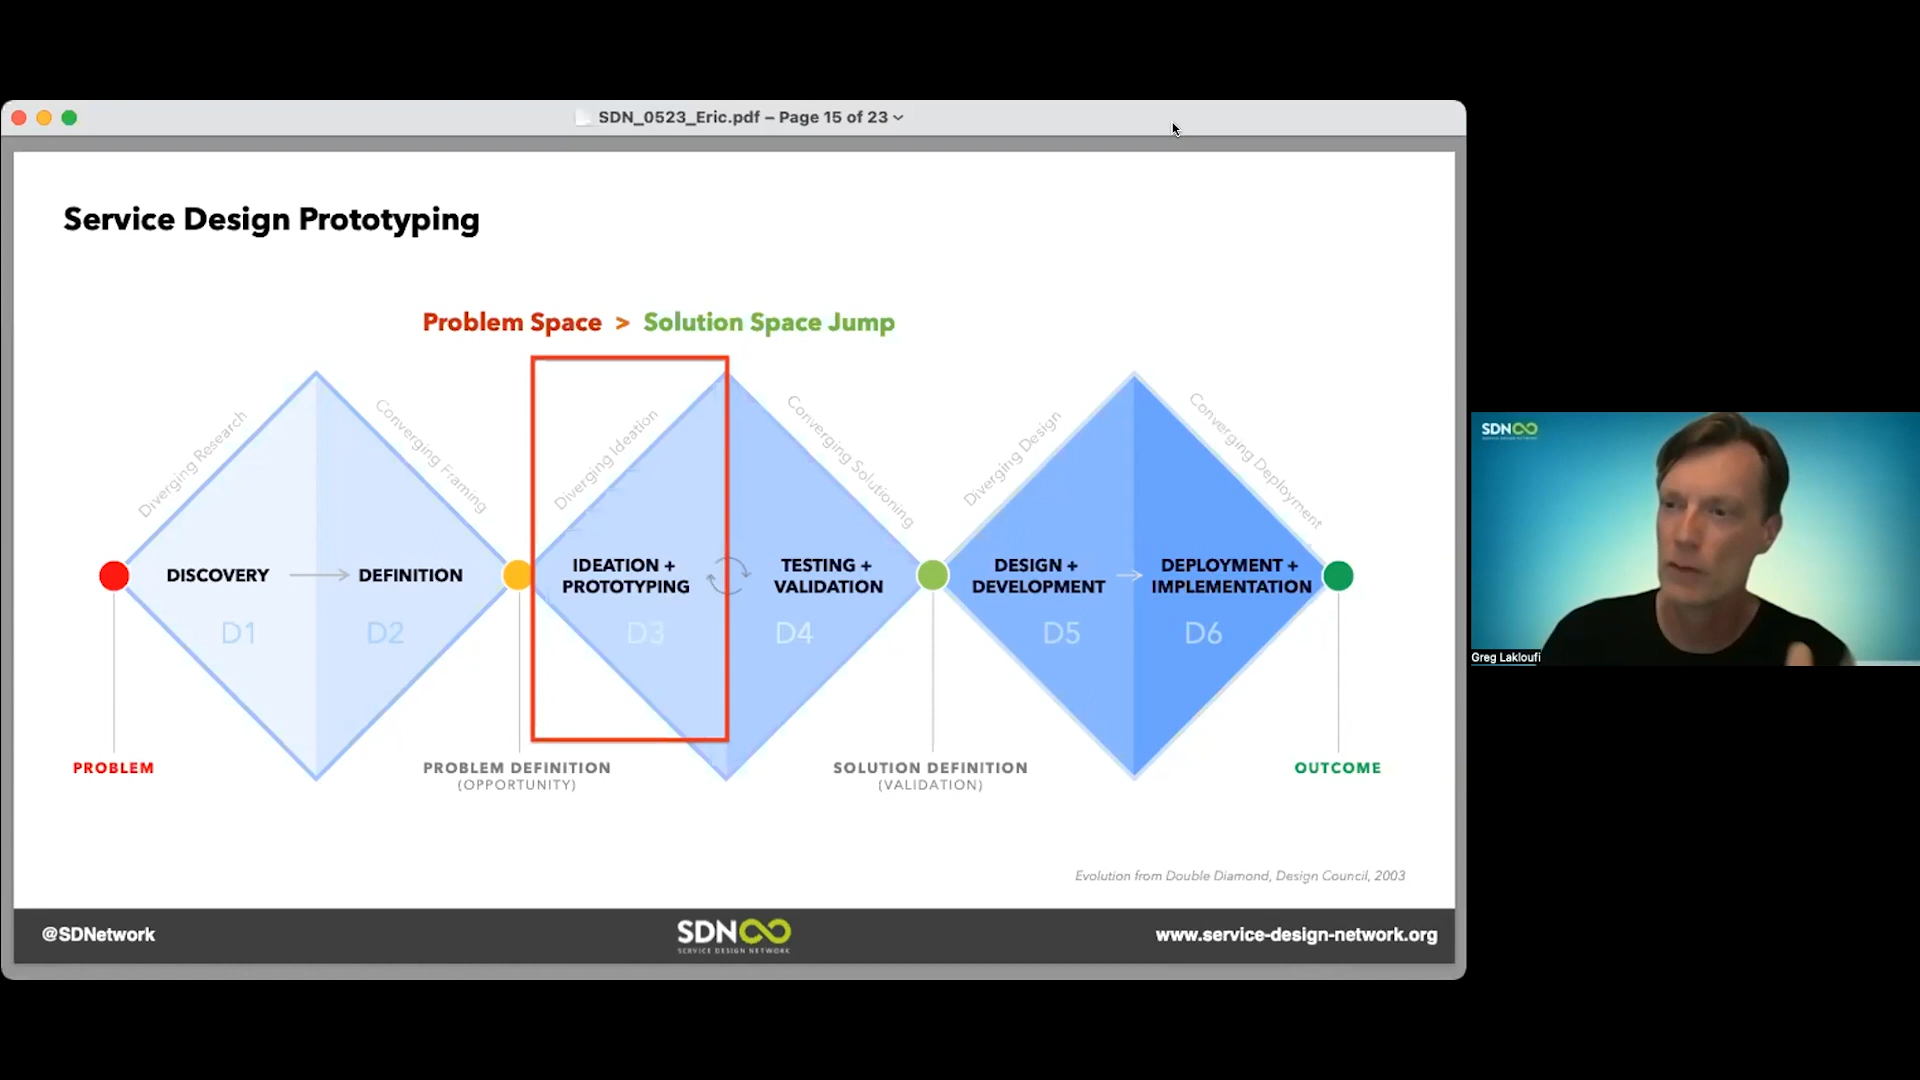 SDN_0523_Eric.pdf – Page 15 of 23
Service Design Prototyping
Problem Space > Solution Space Jump
Diverging Research
Converging Framing
Diverging Ideation
Converging Solutioning
Diverging Design
Converging Deployment
DISCOVERY
DEFINITION
IDEATION +
PROTOTYPING
TESTING +
VALIDATION
DESIGN +
DEVELOPMENT
DEPLOYMENT +
IMPLEMENTATION
D1
D2
D3
D4
D5
D6
PROBLEM
PROBLEM DEFINITION
(OPPORTUNITY)
SOLUTION DEFINITION
(VALIDATION)
OUTCOME
Evolution from Double Diamond, Design Council, 2003
@SDNetwork
SDN
SERVICE DESIGN NETWORK
www.service-design-network.org
SDN
SERVICE DESIGN NETWORK
Greg Lakloufi